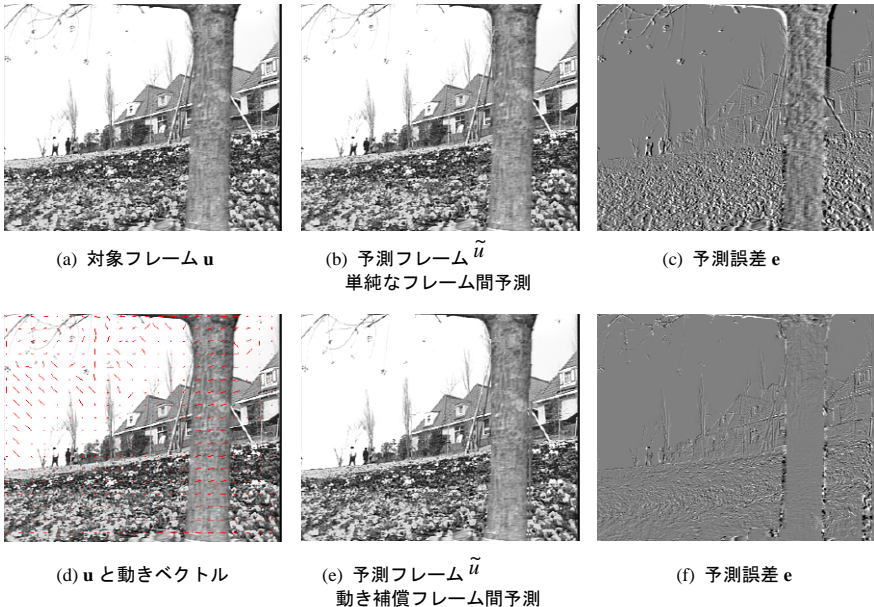 (a) 対象フレーム u
(b) 予測フレーム ũ
単純なフレーム間予測
(c) 予測誤差 e
(d) u と動きベクトル
(e) 予測フレーム ũ
動き補償フレーム間予測
(f) 予測誤差 e